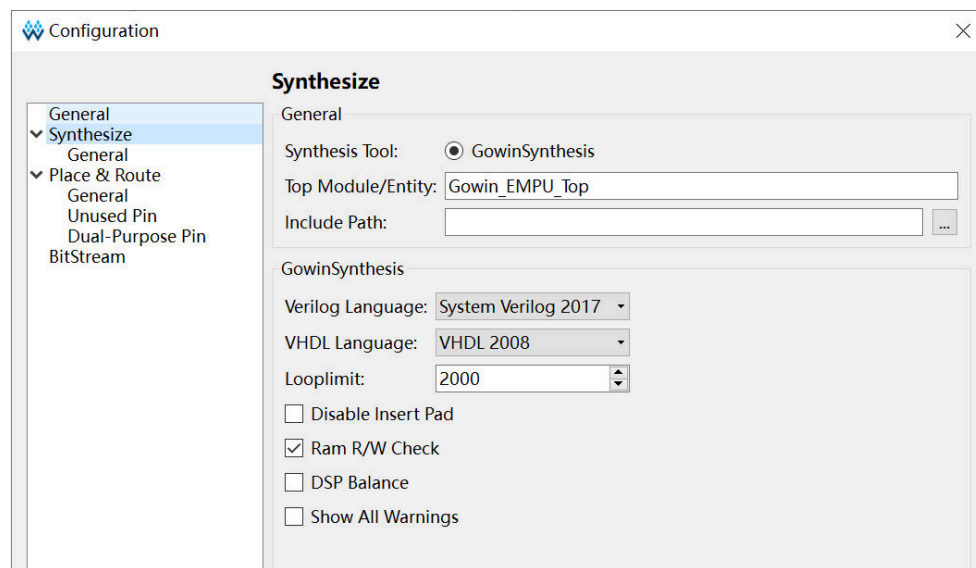 Configuration
General
Synthesize
General
Place & Route
General
Unused Pin
Dual-Purpose Pin
BitStream
Synthesize
General
Synthesis Tool: GowinSynthesis
Top Module/Entity: Gowin_EMPU_Top
Include Path: ...
GowinSynthesis
Verilog Language: System Verilog 2017
VHDL Language: VHDL 2008
Looplimit: 2000
Disable Insert Pad
Ram R/W Check
DSP Balance
Show All Warnings